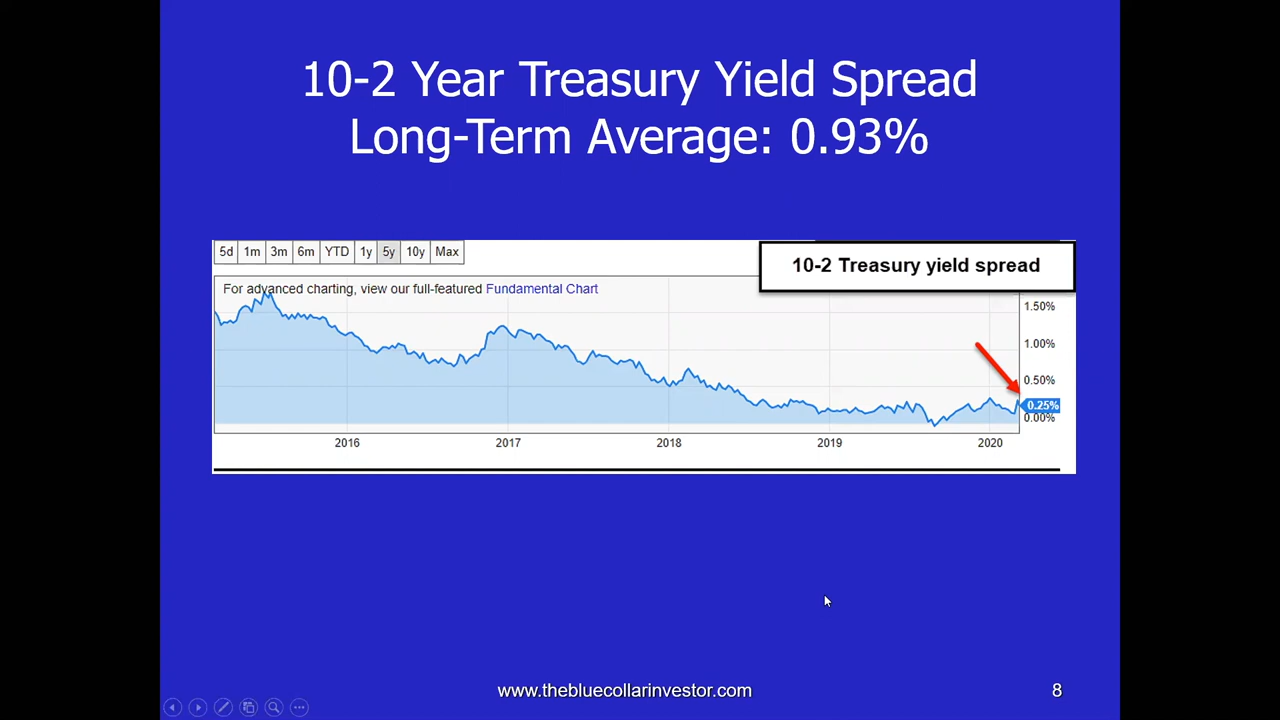 10-2 Year Treasury Yield Spread
Long-Term Average: 0.93%
5d 1m 3m 6m YTD 1y 5y 10y Max
10-2 Treasury yield spread
For advanced charting, view our full-featured Fundamental Chart
1.50%
1.00%
0.50%
0.25%
0.00%
2016 2017 2018 2019 2020
www.thebluecollarinvestor.com
8